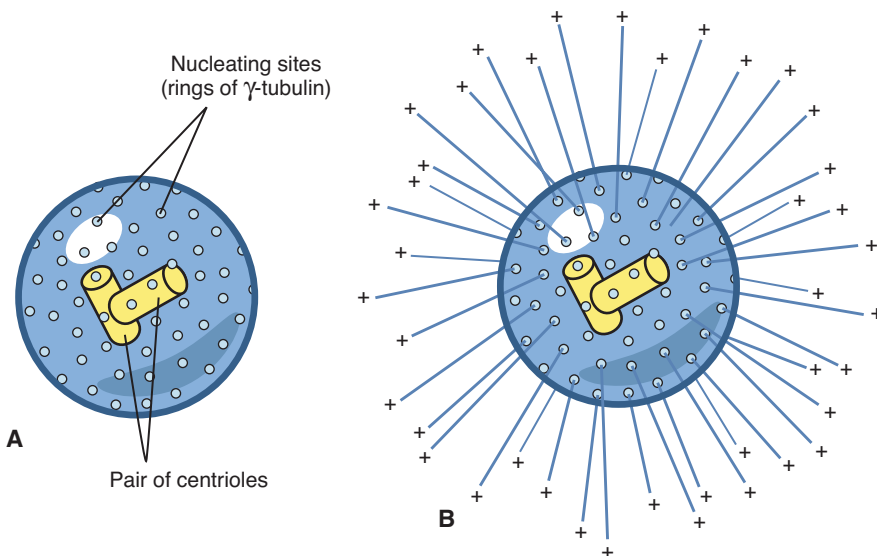 Nucleating sites
(rings of γ-tubulin)
A
Pair of centrioles
B
+ + + + + + + + + + + + + + + + + + + + + + + + + + + + + + + + + + + + + + + +